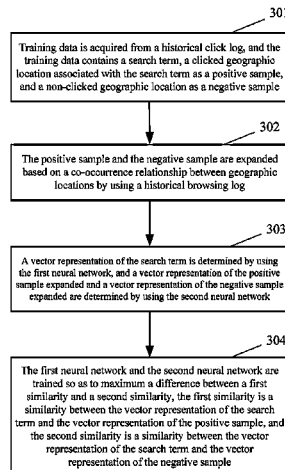 301
Training data is acquired from a historical click log, and the
training data contains a search term, a clicked geographic
location associated with the search term as a positive sample,
and a non-clicked geographic location as a negative sample
302
The positive sample and the negative sample are expanded
based on a co-occurrence relationship between geographic
locations by using a historical browsing log
303
A vector representation of the search term is determined by using
the first neural network, and a vector representation of the positive
sample expanded and a vector representation of the negative
sample expanded are determined by using the second neural network
304
The first neural network and the second neural network are
trained so as to maximum a difference between a first
similarity and a second similarity, the first similarity is a
similarity between the vector representation of the search
term and the vector representation of the positive sample, and
the second similarity is a similarity between the vector
representation of the search term and the vector
representation of the negative sample